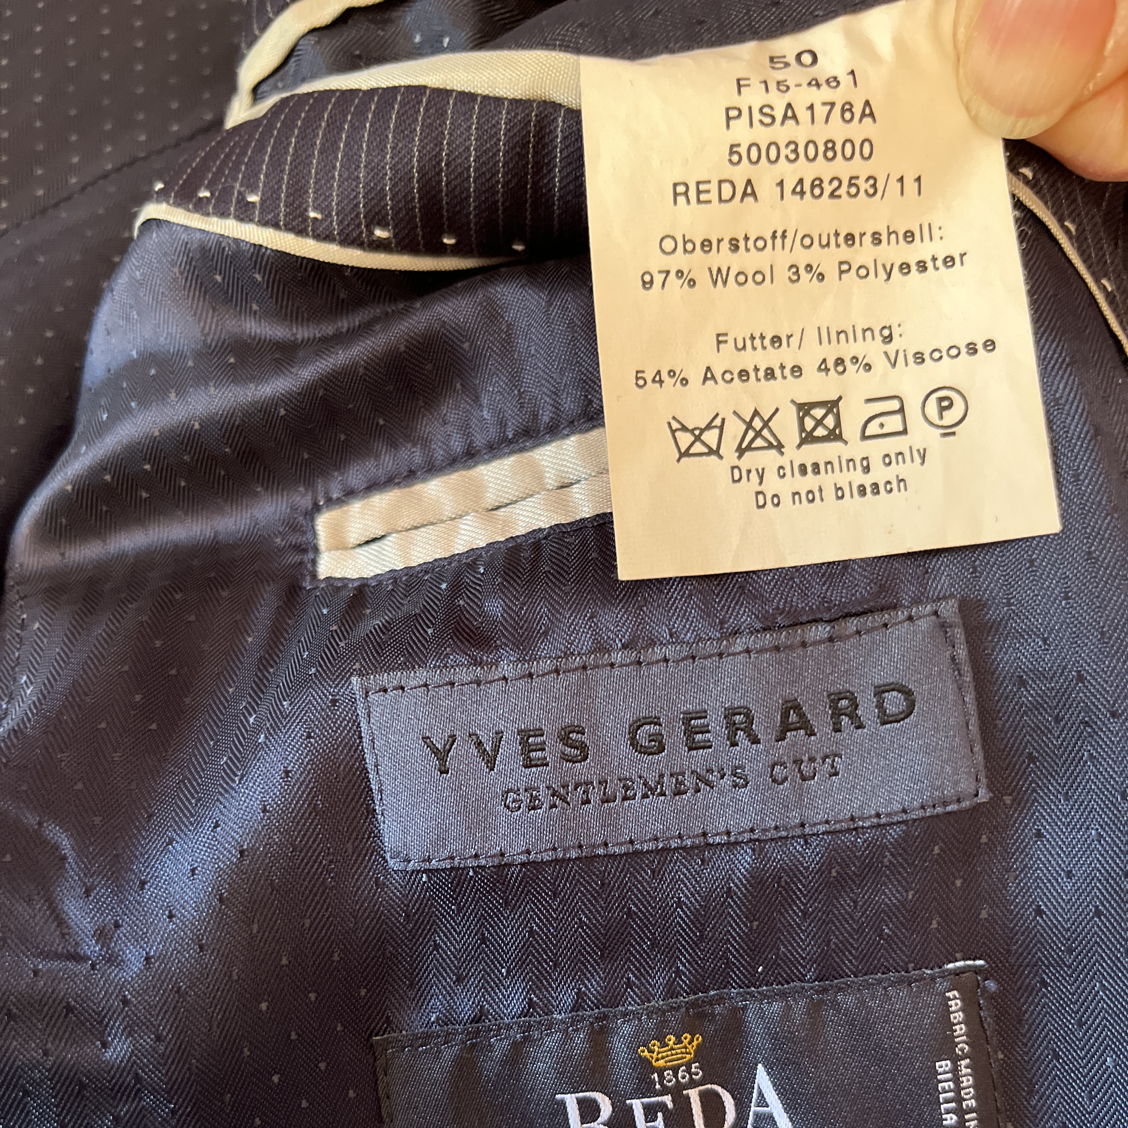 50
F15-461
PISA176A
50030800
REDA 146253/11
Oberstoff/outershell:
97% Wool 3% Polyester
Futter/ lining:
54% Acetate 46% Viscose
P
Dry cleaning only
Do not bleach
YVES GERARD
GENTLEMEN'S CUT
1865
REDA
FABRIC MADE IN
BIELLA